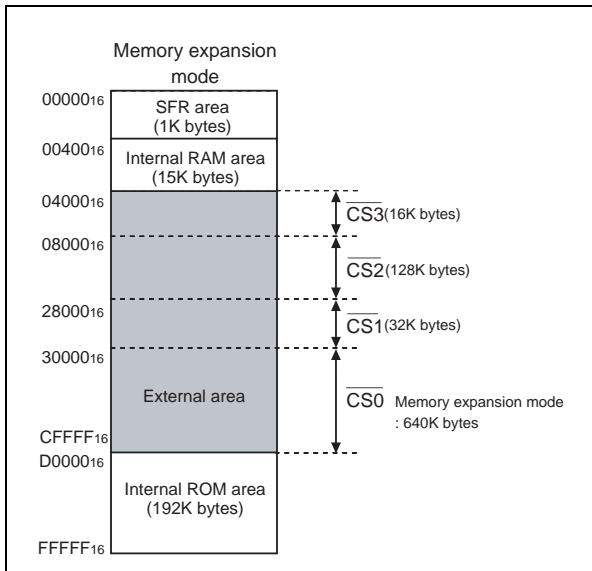 Memory expansion
mode
00000₁₆
SFR area
(1K bytes)
00400₁₆
Internal RAM area
(15K bytes)
04000₁₆
CS3 (16K bytes)
08000₁₆
CS2 (128K bytes)
28000₁₆
CS1 (32K bytes)
30000₁₆
External area
CS0 Memory expansion mode
: 640K bytes
CFFFF₁₆
D0000₁₆
Internal ROM area
(192K bytes)
FFFFF₁₆